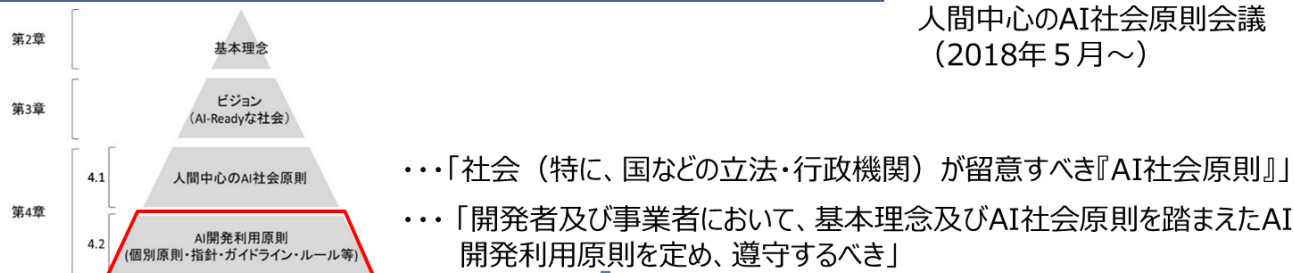 人間中心のAI社会原則会議
（2018年５月～）
第2章
基本理念
第3章
ビジョン
（AI-Readyな社会）
第4章
4.1
人間中心のAI社会原則
・・・「社会（特に、国などの立法・行政機関）が留意すべき『AI社会原則』」
4.2
AI開発利用原則
(個別原則・指針・ガイドライン・ルール等)
・・・「開発者及び事業者において、基本理念及びAI社会原則を踏まえたAI
開発利用原則を定め、遵守するべき」